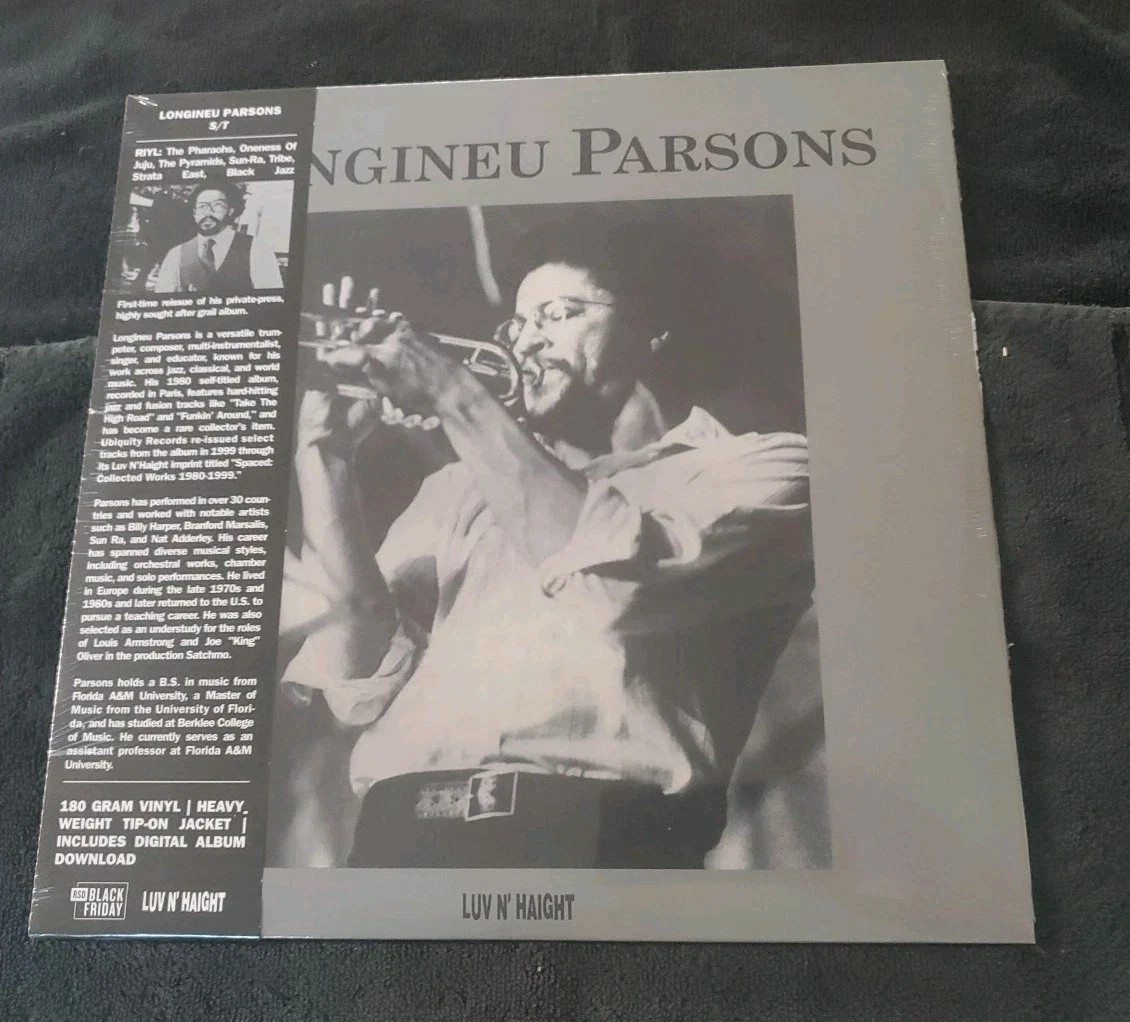 LONGINEU PARSONS
S/T
RIYL: The Pharaohs, Oneness Of
Juju, The Pyramids, Sun-Ra, Tribe,
Strata East, Black Jazz
First-time reissue of his private-press,
highly sought after grail album.
Longineu Parsons is a versatile trum-
peter, composer, multi-instrumentalist,
singer, and educator, known for his
work across jazz, classical, and world
music. His 1980 self-titled album,
recorded in Paris, features hard-hitting
jazz and fusion tracks like "Take The
High Road" and "Funkin' Around," and
has become a rare collector's item.
Ubiquity Records re-issued select
tracks from the album in 1999 through
its Luv N'Haight imprint titled "Spaced:
Collected Works 1980-1999."
Parsons has performed in over 30 coun-
tries and worked with notable artists
such as Billy Harper, Branford Marsalis,
Sun Ra, and Nat Adderley. His career
has spanned diverse musical styles,
including orchestral works, chamber
music, and solo performances. He lived
in Europe during the late 1970s and
1980s and later returned to the U.S. to
pursue a teaching career. He was also
selected as an understudy for the roles
of Louis Armstrong and Joe "King"
Oliver in the production Satchmo.
Parsons holds a B.S. in music from
Florida A&M University, a Master of
Music from the University of Flori-
da, and has studied at Berklee College
of Music. He currently serves as an
assistant professor at Florida A&M
University.
180 GRAM VINYL | HEAVY
WEIGHT TIP-ON JACKET |
INCLUDES DIGITAL ALBUM
DOWNLOAD
RSD BLACK
FRIDAY
LUV N' HAIGHT
NGINEU PARSONS
LUV N' HAIGHT